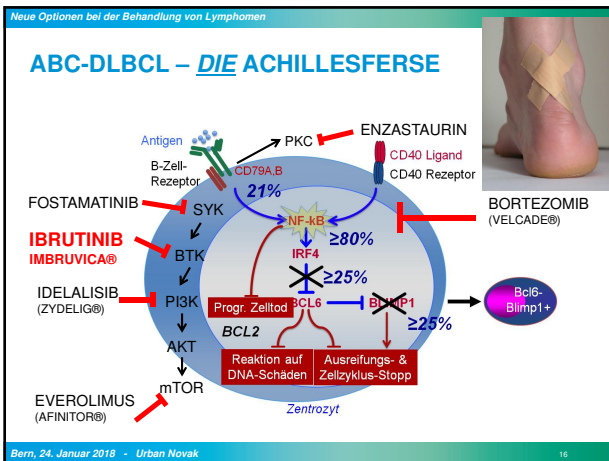 Neue Optionen bei der Behandlung von Lymphomen
ABC-DLBCL – DIE ACHILLESFERSE
Antigen
B-Zell-
Rezeptor
CD79A,B
PKC
ENZASTAURIN
CD40 Ligand
CD40 Rezeptor
21%
FOSTAMATINIB
SYK
NF-kB
≥80%
BORTEZOMIB
(VELCADE®)
IBRUTINIB
IMBRUVICA®
BTK
IRF4
≥25%
IDELALISIB
(ZYDELIG®)
PI3K
Progr. Zelltod
BCL6
BLIMP1
≥25%
Bcl6-
Blimp1+
BCL2
AKT
Reaktion auf
DNA-Schäden
Ausreifungs- &
Zellzyklus-Stopp
mTOR
EVEROLIMUS
(AFINITOR®)
Zentrozyt
Bern, 24. Januar 2018 - Urban Novak
16